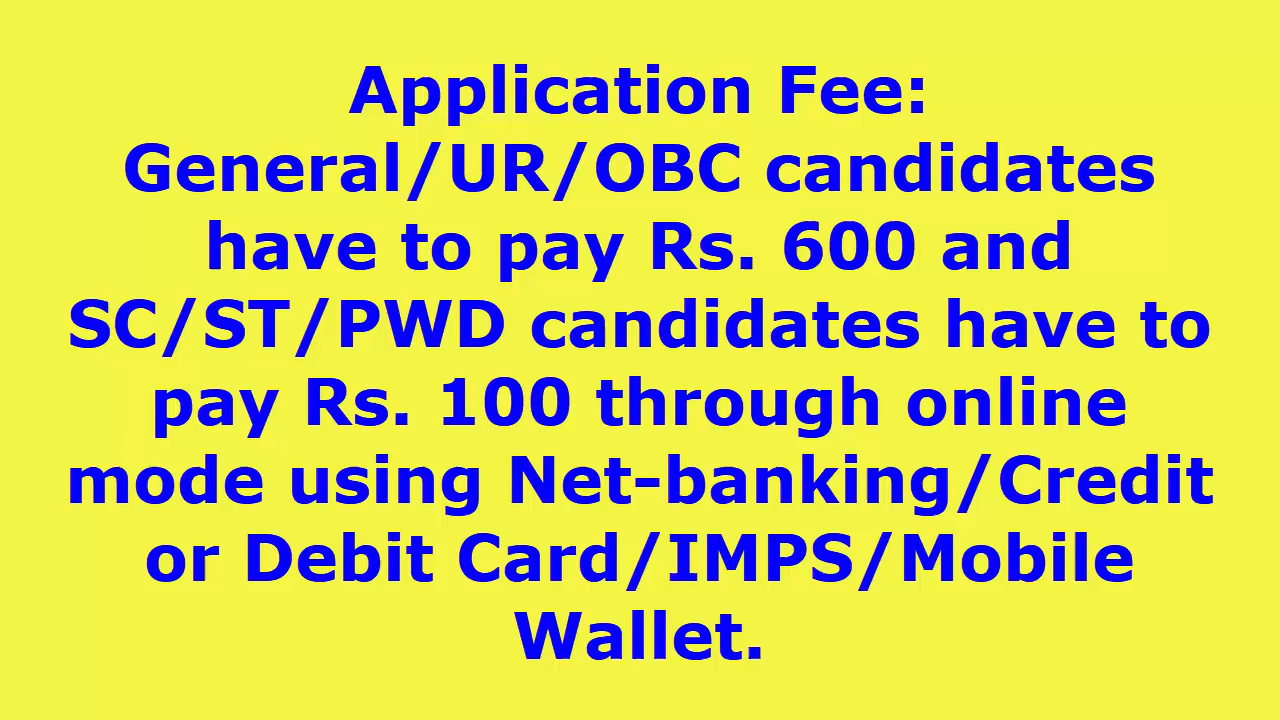 Application Fee:
General/UR/OBC candidates
have to pay Rs. 600 and
SC/ST/PWD candidates have to
pay Rs. 100 through online
mode using Net-banking/Credit
or Debit Card/IMPS/Mobile
Wallet.